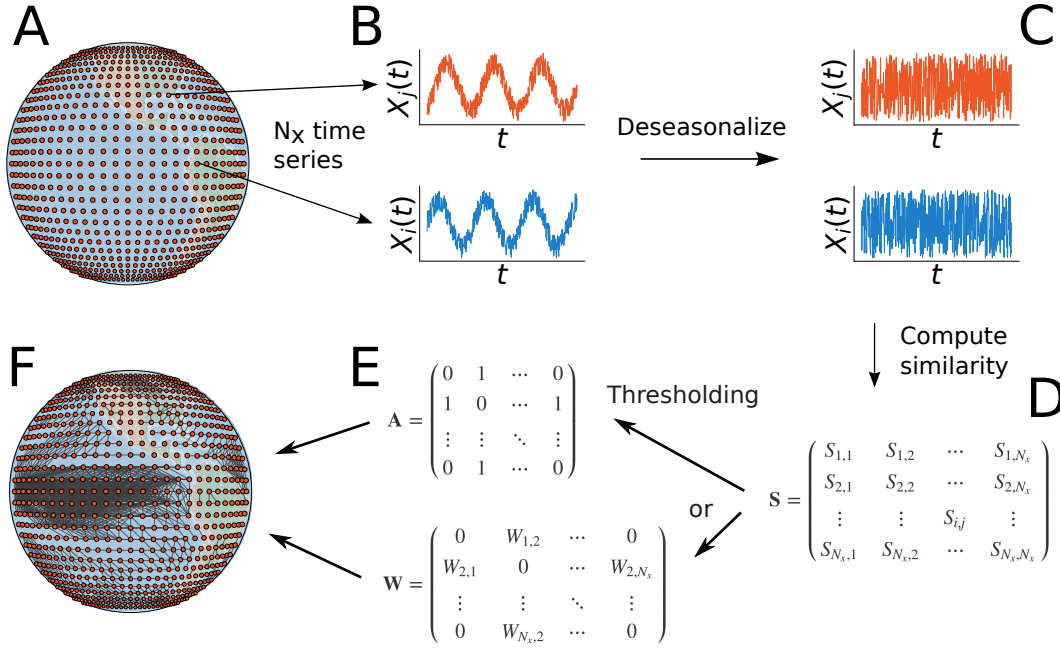 A
B
C
N_x time
series
X_j(t)
t
X_i(t)
t
Deseasonalize
X_j(t)
t
X_i(t)
t
Compute
similarity
D
S = ( S_{1,1} S_{1,2} ⋯ S_{1,N_x}
S_{2,1} S_{2,2} ⋯ S_{2,N_x}
⋮ ⋮ S_{i,j} ⋮
S_{N_x,1} S_{N_x,2} ⋯ S_{N_x,N_x} )
Thresholding
or
E
A = ( 0 1 ⋯ 0
1 0 ⋯ 1
⋮ ⋮ ⋱ ⋮
0 1 ⋯ 0 )
W = ( 0 W_{1,2} ⋯ 0
W_{2,1} 0 ⋯ W_{2,N_x}
⋮ ⋮ ⋱ ⋮
0 W_{N_x,2} ⋯ 0 )
F